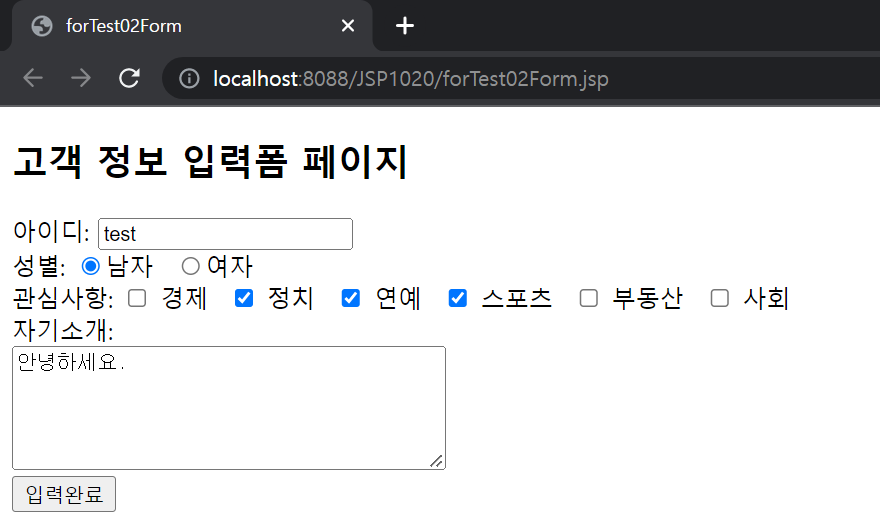 forTest02Form
localhost:8088/JSP1020/forTest02Form.jsp
고객 정보 입력폼 페이지
아이디: test
성별: 남자 여자
관심사항: 경제 정치 연예 스포츠 부동산 사회
자기소개:
안녕하세요.
입력완료